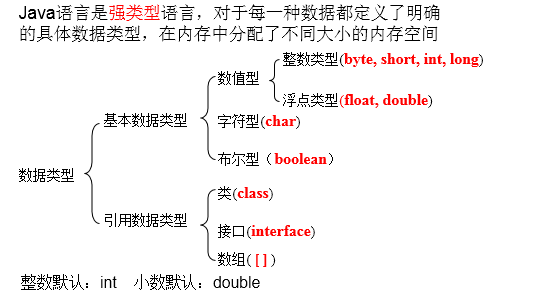 Java语言是强类型语言，对于每一种数据都定义了明确
的具体数据类型，在内存中分配了不同大小的内存空间
整数类型(byte, short, int, long)
数值型
浮点类型(float, double)
基本数据类型
字符型(char)
布尔型（boolean）
数据类型
类(class)
引用数据类型
接口(interface)
数组([ ])
整数默认：int 小数默认：double